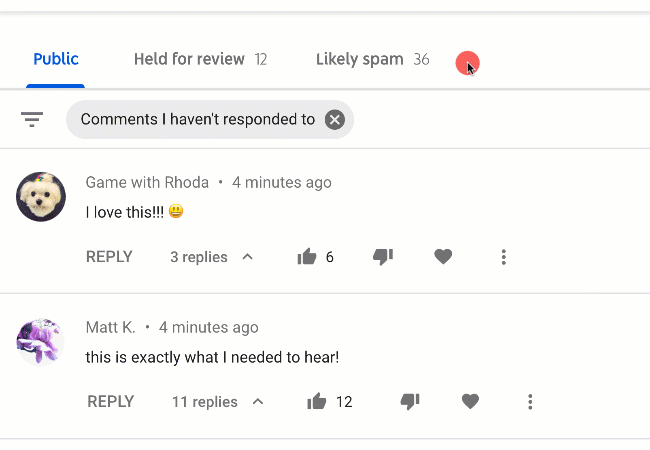 Public Held for review 12 Likely spam 36
Comments I haven't responded to
Game with Rhoda • 4 minutes ago
I love this!!! 😃
REPLY 3 replies 6
Matt K. • 4 minutes ago
this is exactly what I needed to hear!
REPLY 11 replies 12